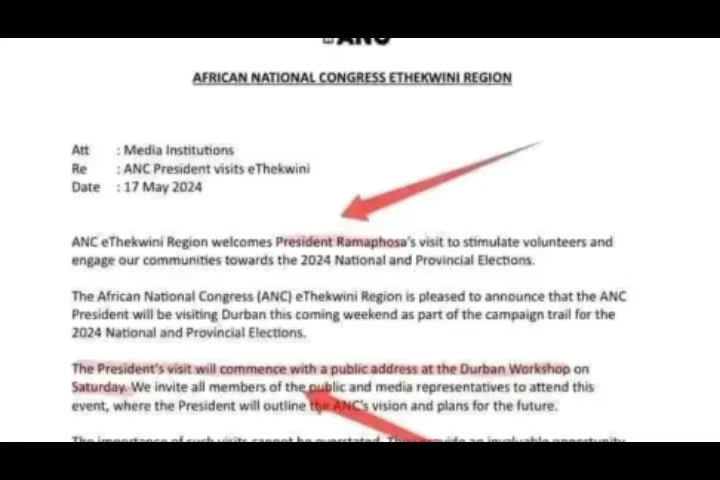 ANC
AFRICAN NATIONAL CONGRESS ETHEKWINI REGION
Att : Media Institutions
Re : ANC President visits eThekwini
Date : 17 May 2024
ANC eThekwini Region welcomes President Ramaphosa's visit to stimulate volunteers and
engage our communities towards the 2024 National and Provincial Elections.
The African National Congress (ANC) eThekwini Region is pleased to announce that the ANC
President will be visiting Durban this coming weekend as part of the campaign trail for the
2024 National and Provincial Elections.
The President's visit will commence with a public address at the Durban Workshop on
Saturday. We invite all members of the public and media representatives to attend this
event, where the President will outline the ANC's vision and plans for the future.
The importance of such visits cannot be overstated. They provide an invaluable opportunity